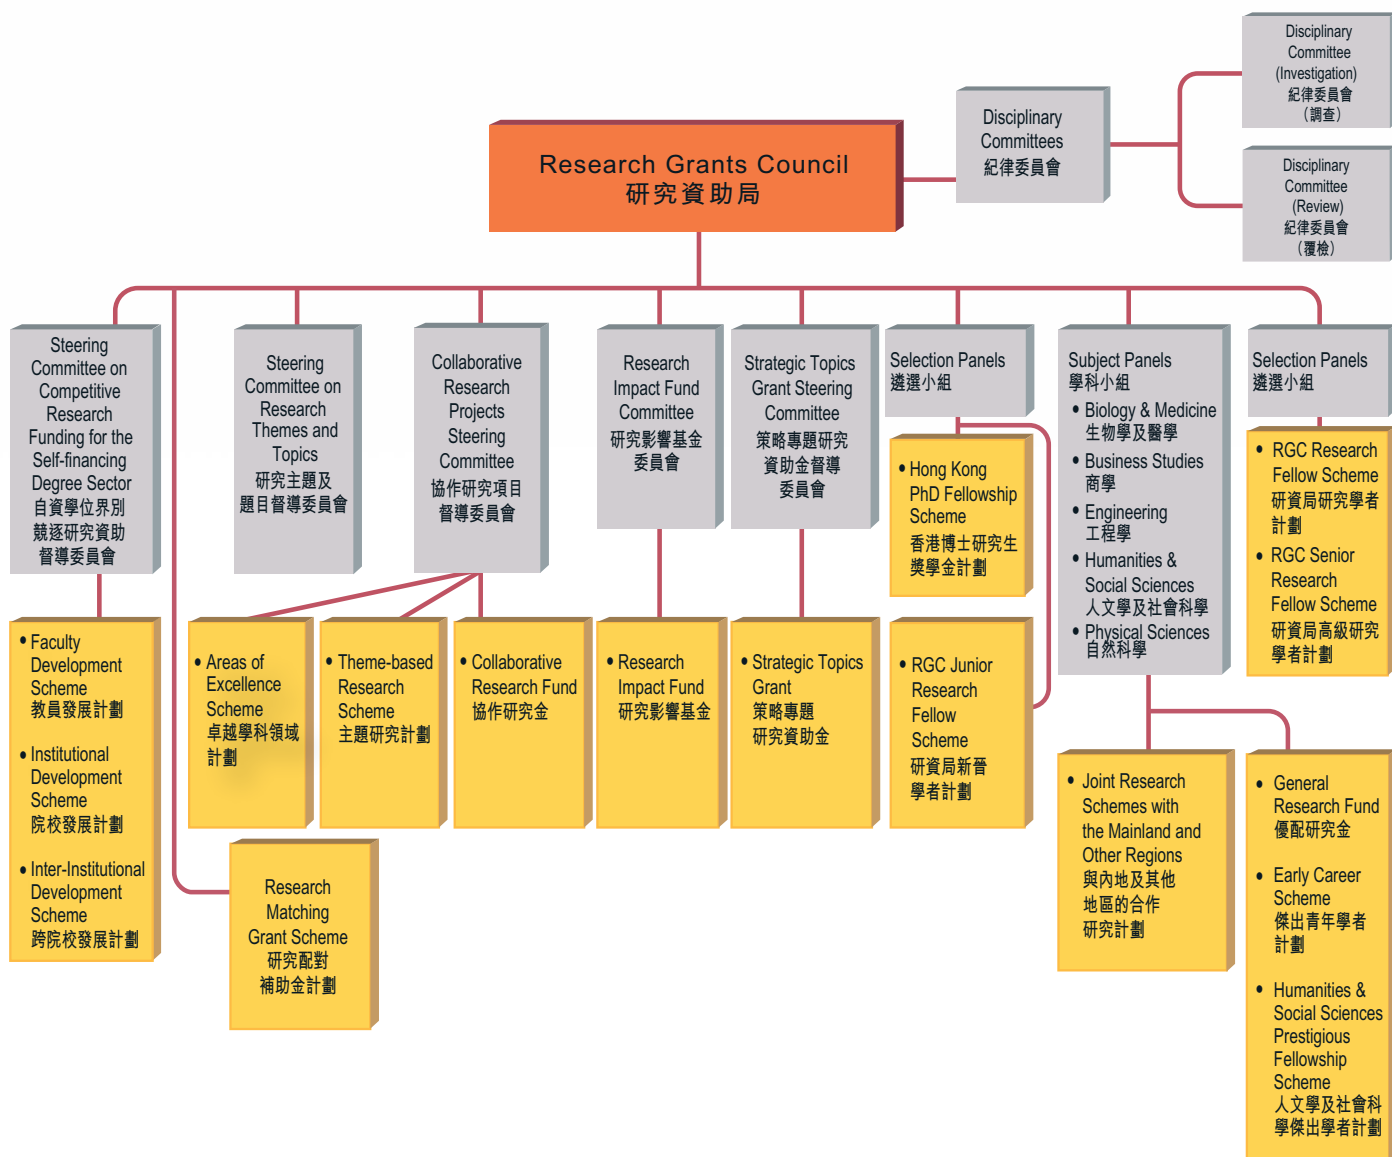 Research Grants Council
研究資助局
Disciplinary
Committees
紀律委員會
Disciplinary
Committee
(Investigation)
紀律委員會
（調查）
Disciplinary
Committee
(Review)
紀律委員會
（覆檢）
Steering
Committee on
Competitive
Research
Funding for the
Self-financing
Degree Sector
自資學位界別
競逐研究資助
督導委員會
Steering
Committee on
Research
Themes and
Topics
研究主題及
題目督導委員會
Collaborative
Research
Projects
Steering
Committee
協作研究項目
督導委員會
Research
Impact Fund
Committee
研究影響基金
委員會
Strategic Topics
Grant Steering
Committee
策略專題研究
資助金督導
委員會
Selection Panels
遴選小組
Subject Panels
學科小組
• Biology & Medicine
生物學及醫學
• Business Studies
商學
• Engineering
工程學
• Humanities &
Social Sciences
人文學及社會科學
• Physical Sciences
自然科學
Selection Panels
遴選小組
• Faculty
Development
Scheme
教員發展計劃
• Institutional
Development
Scheme
院校發展計劃
• Inter-Institutional
Development
Scheme
跨院校發展計劃
Research
Matching
Grant Scheme
研究配對
補助金計劃
• Areas of
Excellence
Scheme
卓越學科領域
計劃
• Theme-based
Research
Scheme
主題研究計劃
• Collaborative
Research Fund
協作研究金
• Research
Impact Fund
研究影響基金
• Strategic Topics
Grant
策略專題
研究資助金
• Hong Kong
PhD Fellowship
Scheme
香港博士研究生
獎學金計劃
• RGC Junior
Research
Fellow
Scheme
研資局新晉
學者計劃
• Joint Research
Schemes with
the Mainland and
Other Regions
與內地及其他
地區的合作
研究計劃
• RGC Research
Fellow Scheme
研資局研究學者
計劃
• RGC Senior
Research
Fellow Scheme
研資局高級研究
學者計劃
• General
Research Fund
優配研究金
• Early Career
Scheme
傑出青年學者
計劃
• Humanities &
Social Sciences
Prestigious
Fellowship
Scheme
人文學及社會科
學傑出學者計劃